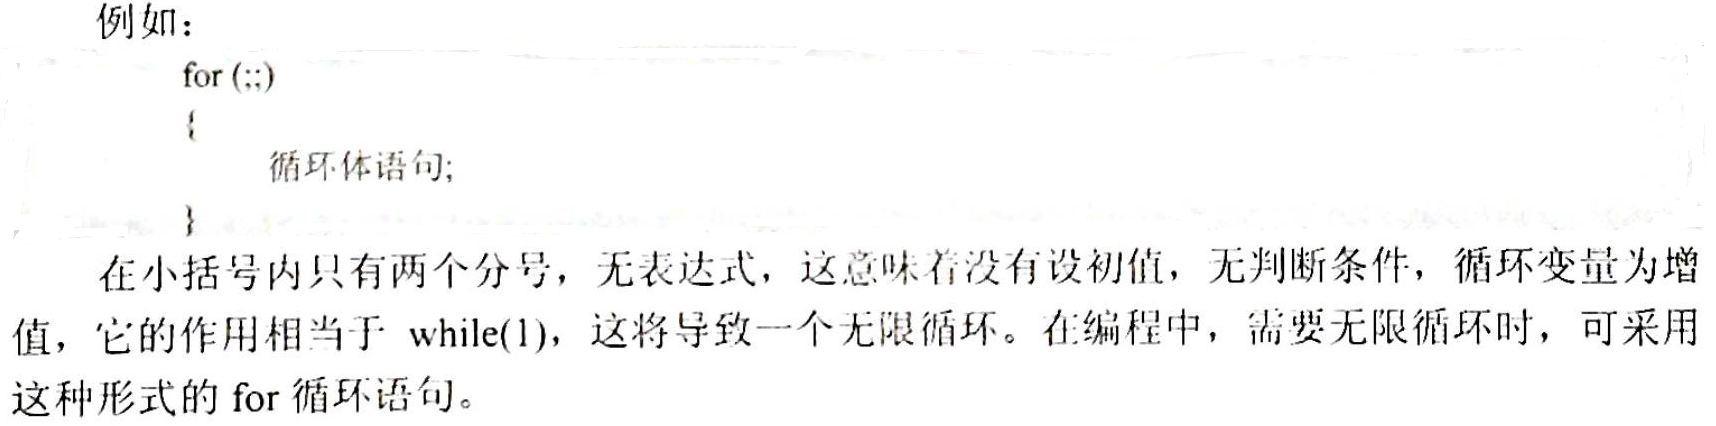 例如：
for (;;)
{
循环体语句;
}
在小括号内只有两个分号，无表达式，这意味着没有设初值，无判断条件，循环变量为增
值，它的作用相当于 while(1)，这将导致一个无限循环。在编程中，需要无限循环时，可采用
这种形式的 for 循环语句。